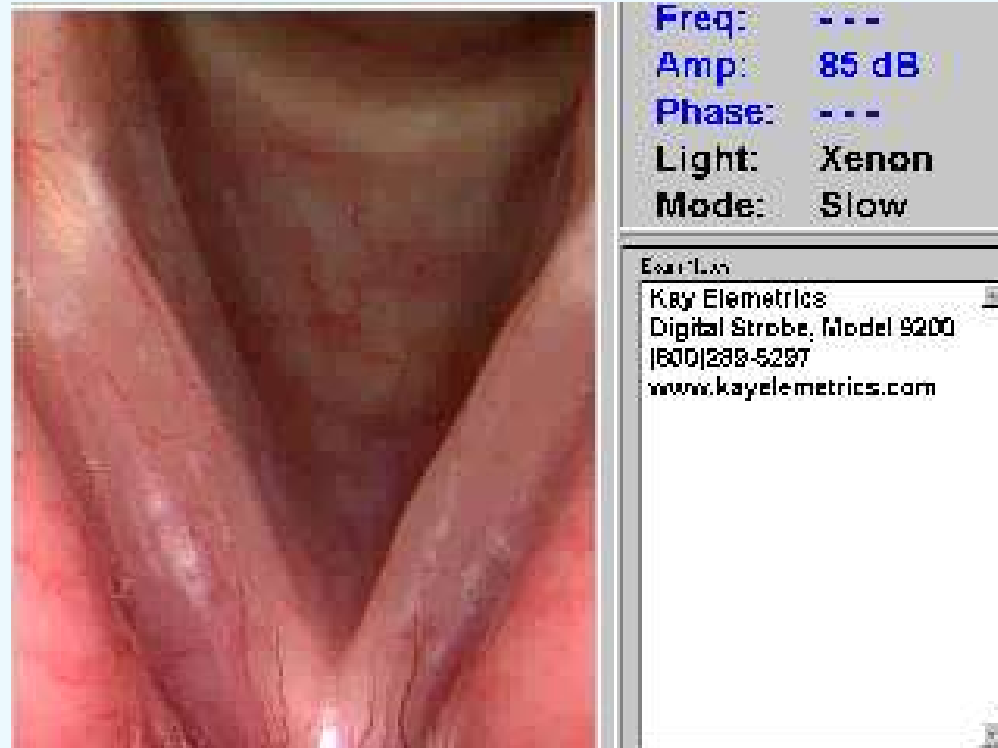 Freq: ---
Amp: 85 dB
Phase: ---
Light: Xenon
Mode: Slow
Kay Elemetrics
Digital Strobe, Model 9200
(800)289-5297
www.kayelemetrics.com